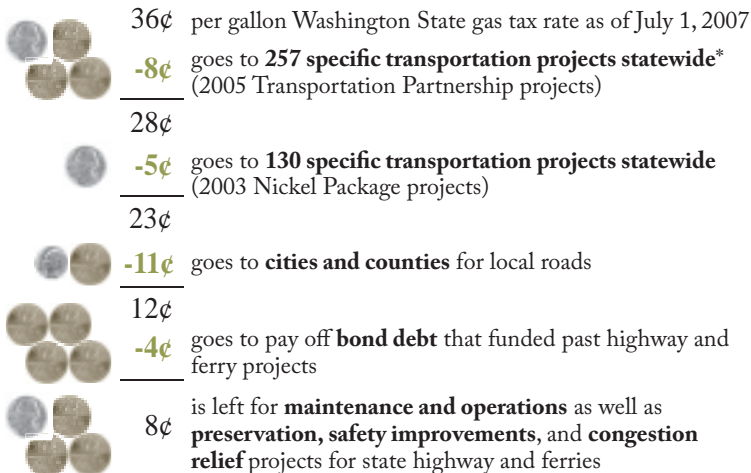 36¢ per gallon Washington State gas tax rate as of July 1, 2007
-8¢ goes to 257 specific transportation projects statewide*
(2005 Transportation Partnership projects)
28¢
-5¢ goes to 130 specific transportation projects statewide
(2003 Nickel Package projects)
23¢
-11¢ goes to cities and counties for local roads
12¢
-4¢ goes to pay off bond debt that funded past highway and
ferry projects
8¢ is left for maintenance and operations as well as
preservation, safety improvements, and congestion
relief projects for state highway and ferries